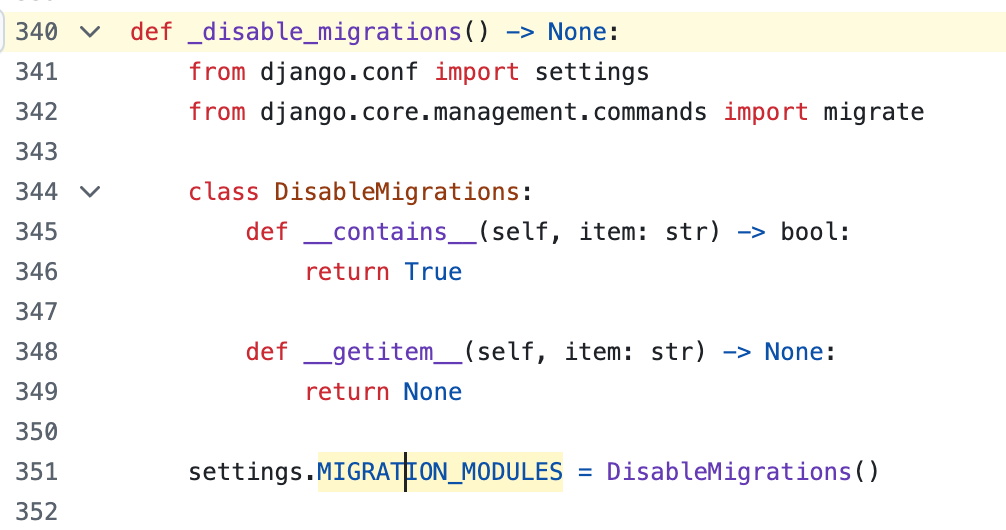 340 def _disable_migrations() -> None:
341 from django.conf import settings
342 from django.core.management.commands import migrate
343
344 class DisableMigrations:
345 def __contains__(self, item: str) -> bool:
346 return True
347
348 def __getitem__(self, item: str) -> None:
349 return None
350
351 settings.MIGRATION_MODULES = DisableMigrations()
352